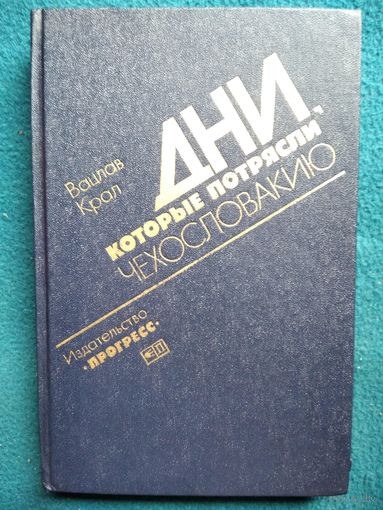 Вацлав
Крал
ДНИ,
КОТОРЫЕ ПОТРЯСЛИ
ЧЕХОСЛОВАКИЮ
Издательство
•ПРОГРЕСС•